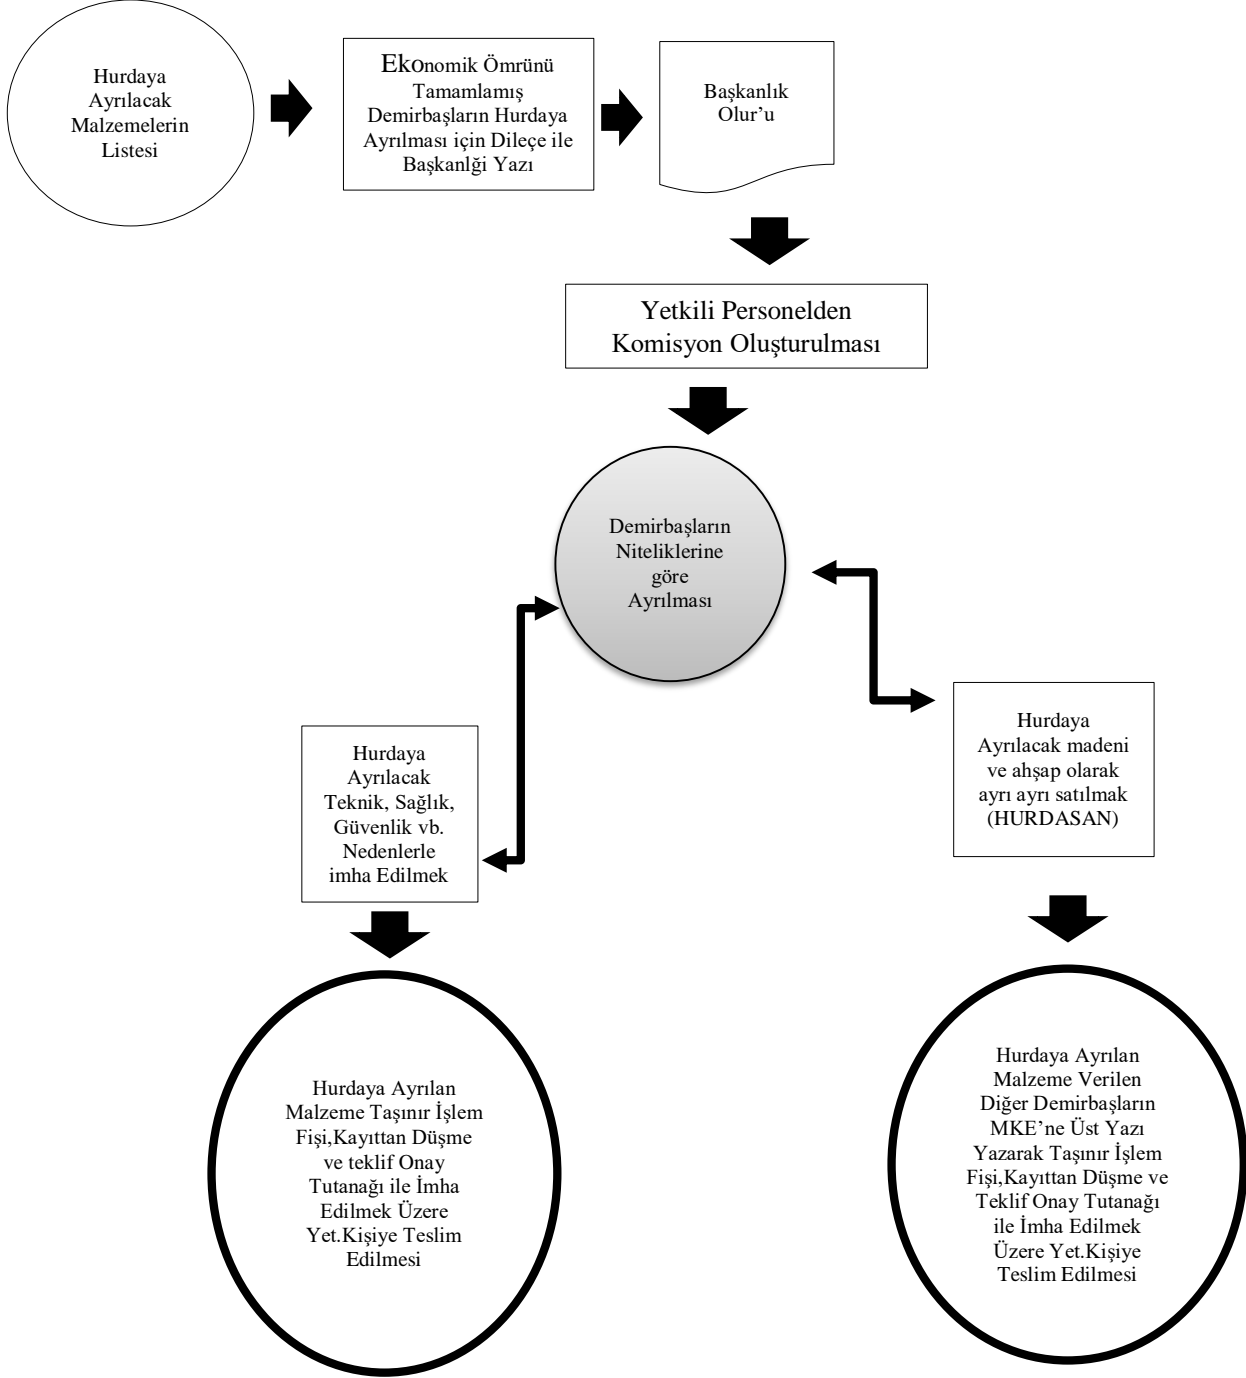 Hurdaya
Ayrılacak
Malzemelerin
Listesi
Ekonomik Ömrünü
Tamamlamış
Demirbaşların Hurdaya
Ayrılması için Dileçe ile
Başkanlği Yazı
Başkanlık
Olur’u
Yetkili Personelden
Komisyon Oluşturulması
Demirbaşların
Niteliklerine
göre
Ayrılması
Hurdaya
Ayrılacak
Teknik, Sağlık,
Güvenlik vb.
Nedenlerle
imha Edilmek
Hurdaya
Ayrılacak madeni
ve ahşap olarak
ayrı ayrı satılmak
(HURDASAN)
Hurdaya Ayrılan
Malzeme Taşınır İşlem
Fişi,Kayıttan Düşme
ve teklif Onay
Tutanağı ile İmha
Edilmek Üzere
Yet.Kişiye Teslim
Edilmesi
Hurdaya Ayrılan
Malzeme Verilen
Diğer Demirbaşların
MKE’ne Üst Yazı
Yazarak Taşınır İşlem
Fişi,Kayıttan Düşme ve
Teklif Onay Tutanağı
ile İmha Edilmek
Üzere Yet.Kişiye
Teslim Edilmesi